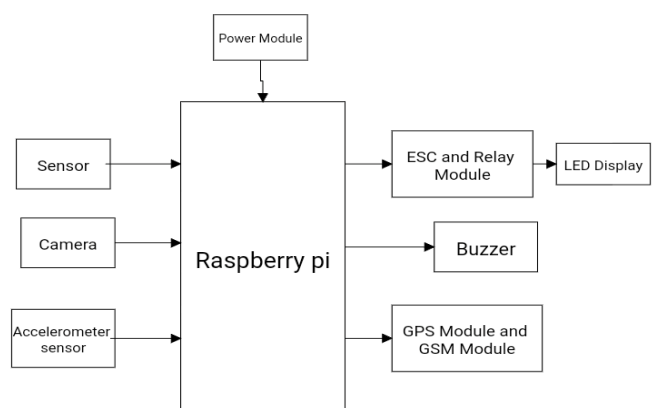 Power Module
Sensor
Camera
Accelerometer
sensor
Raspberry pi
ESC and Relay
Module
LED Display
Buzzer
GPS Module and
GSM Module